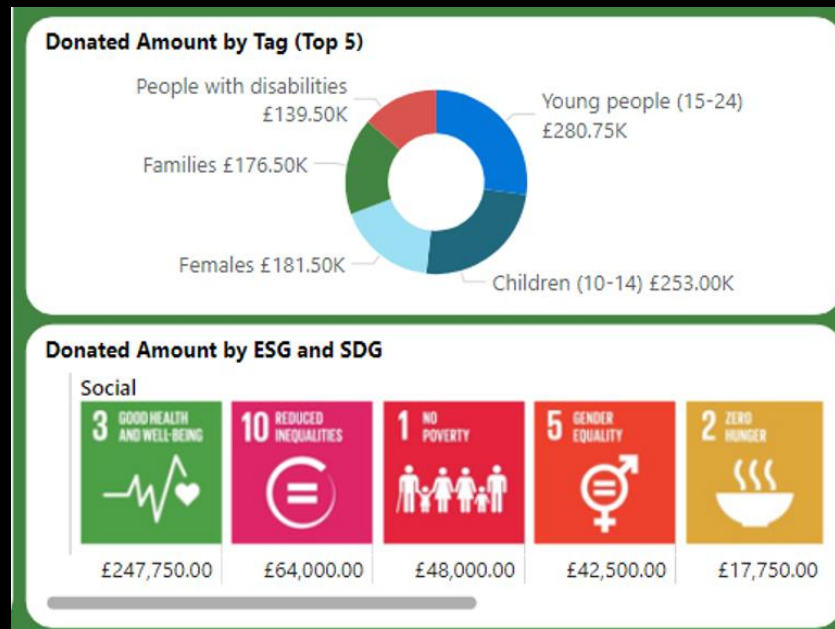 Donated Amount by Tag (Top 5)
People with disabilities
£139.50K
Young people (15-24)
£280.75K
Families £176.50K
Females £181.50K
Children (10-14) £253.00K
Donated Amount by ESG and SDG
Social
3 GOOD HEALTH
AND WELL-BEING
10 REDUCED
INEQUALITIES
1 NO
POVERTY
5 GENDER
EQUALITY
2 ZERO
HUNGER
£247,750.00 £64,000.00 £48,000.00 £42,500.00 £17,750.00